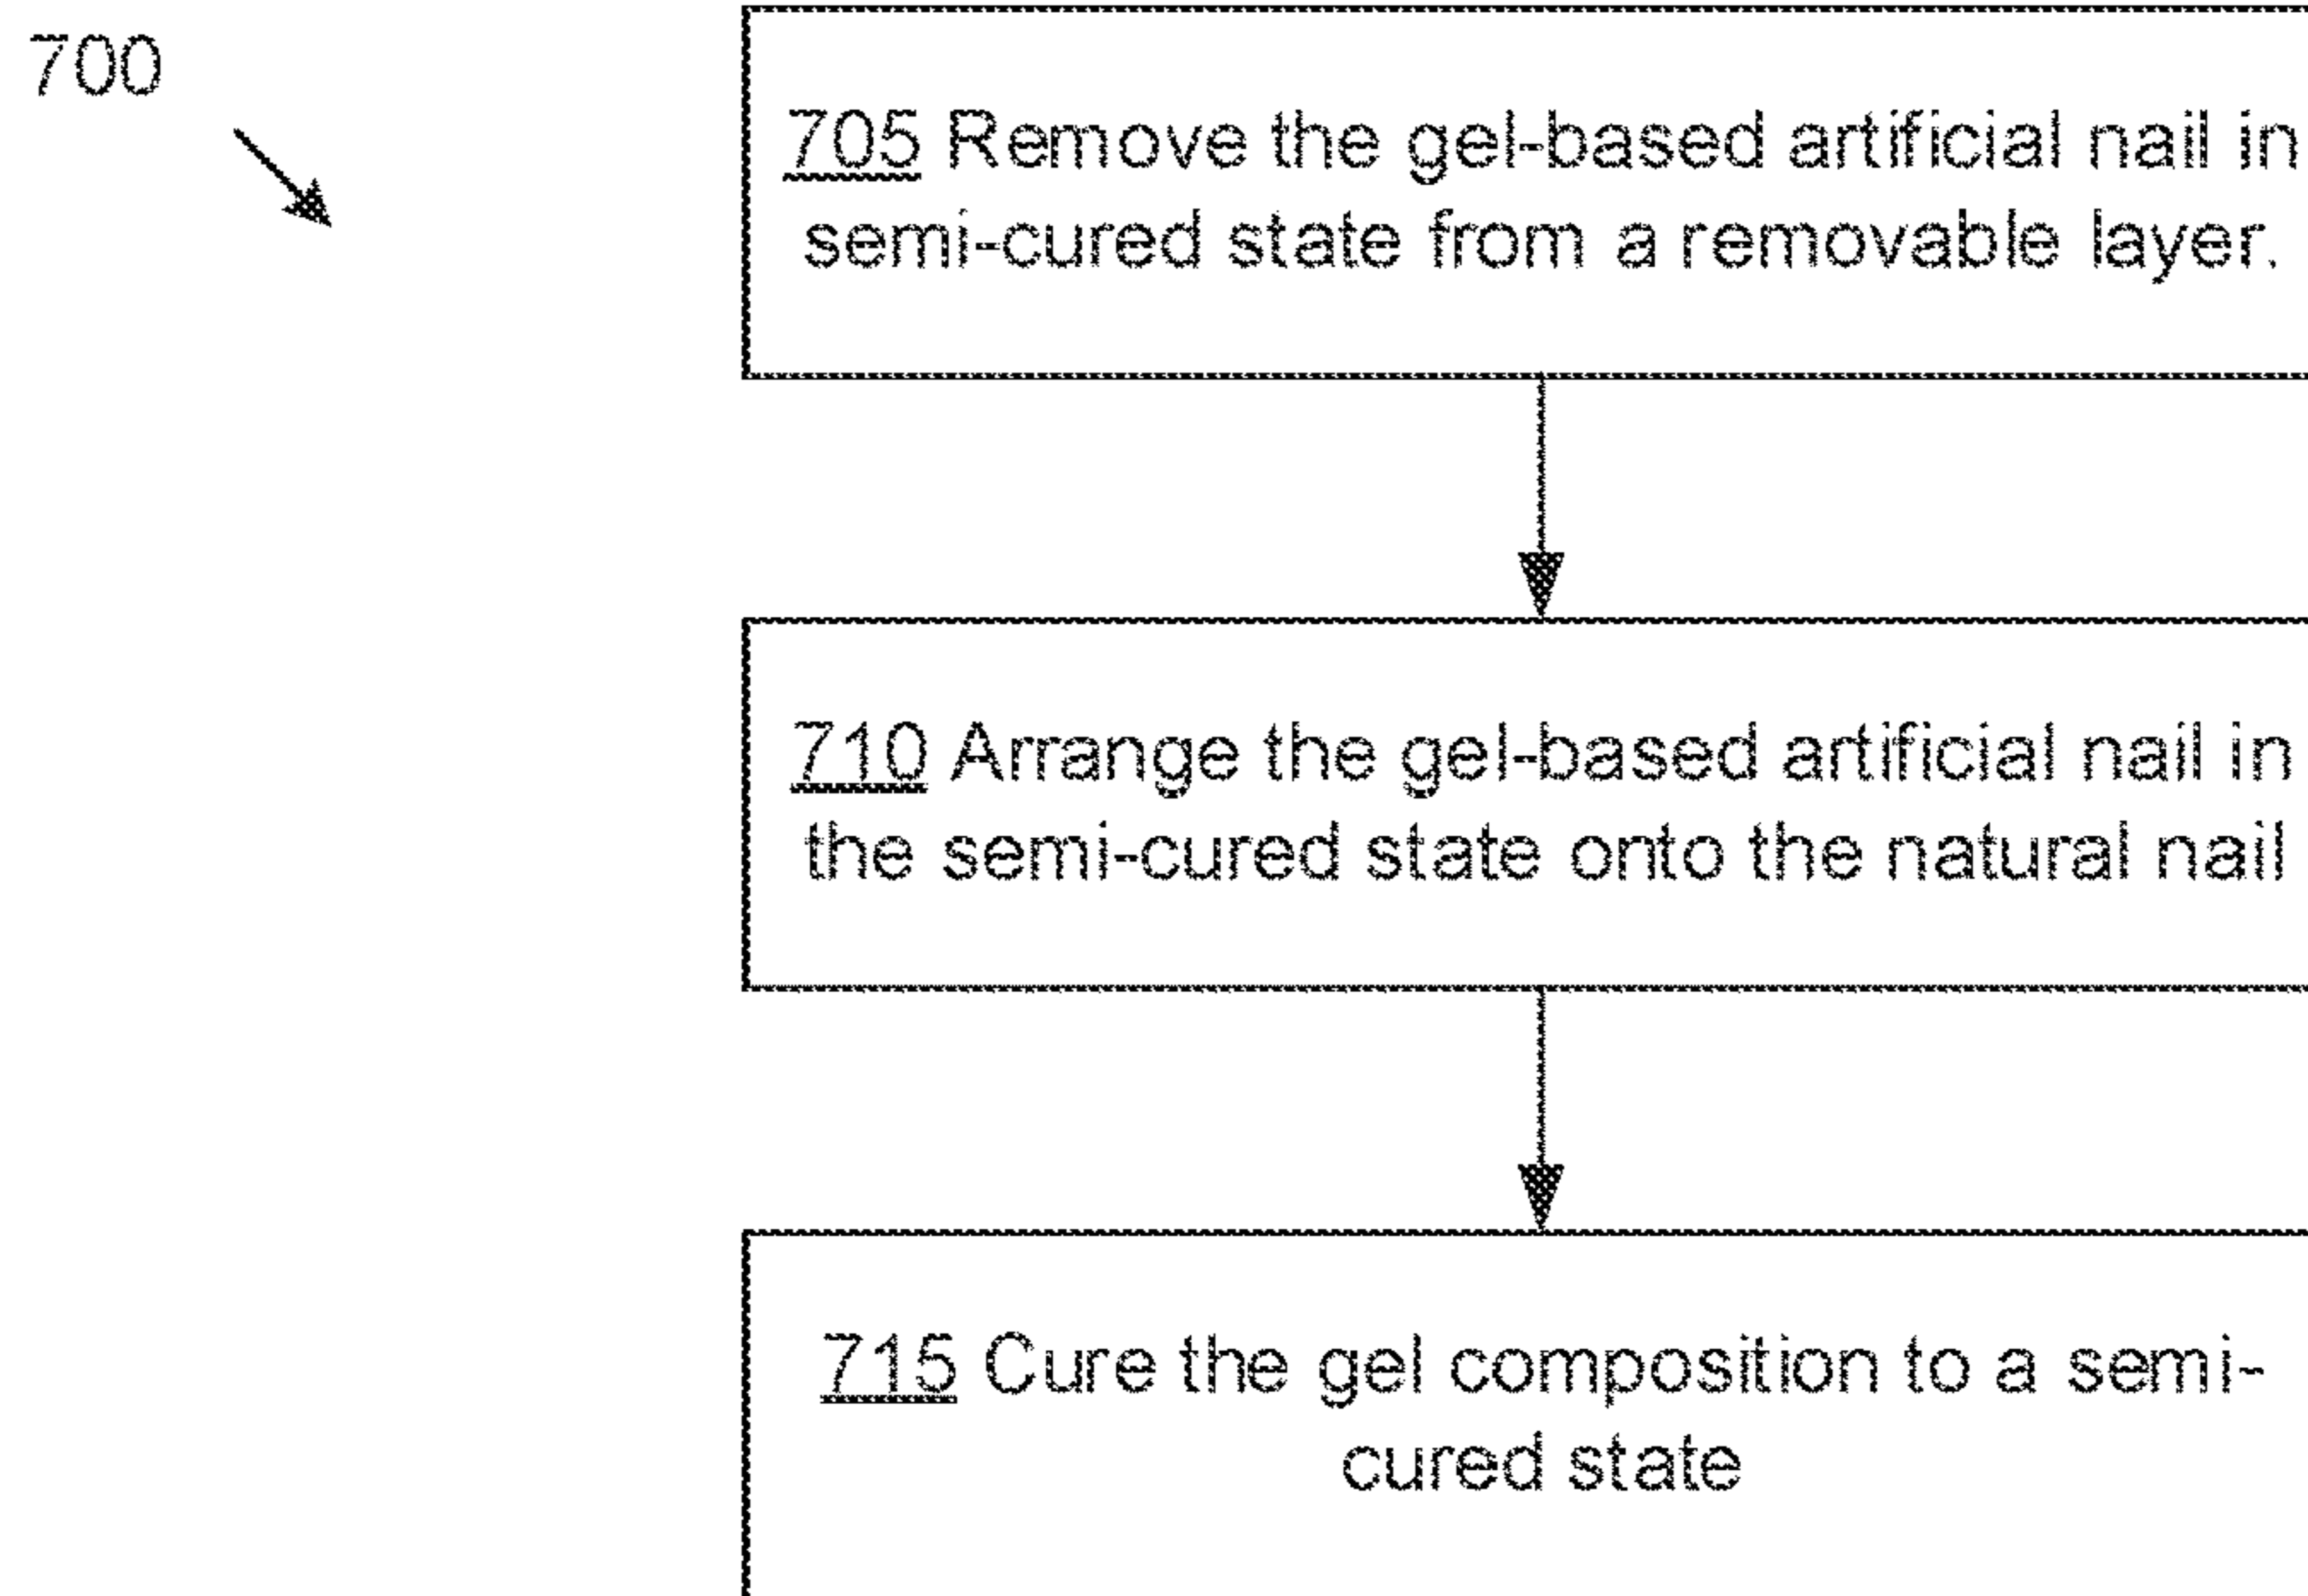 700
705 Remove the gel-based artificial nail in
semi-cured state from a removable layer.
710 Arrange the gel-based artificial nail in
the semi-cured state onto the natural nail
715 Cure the gel composition to a semi-
cured state